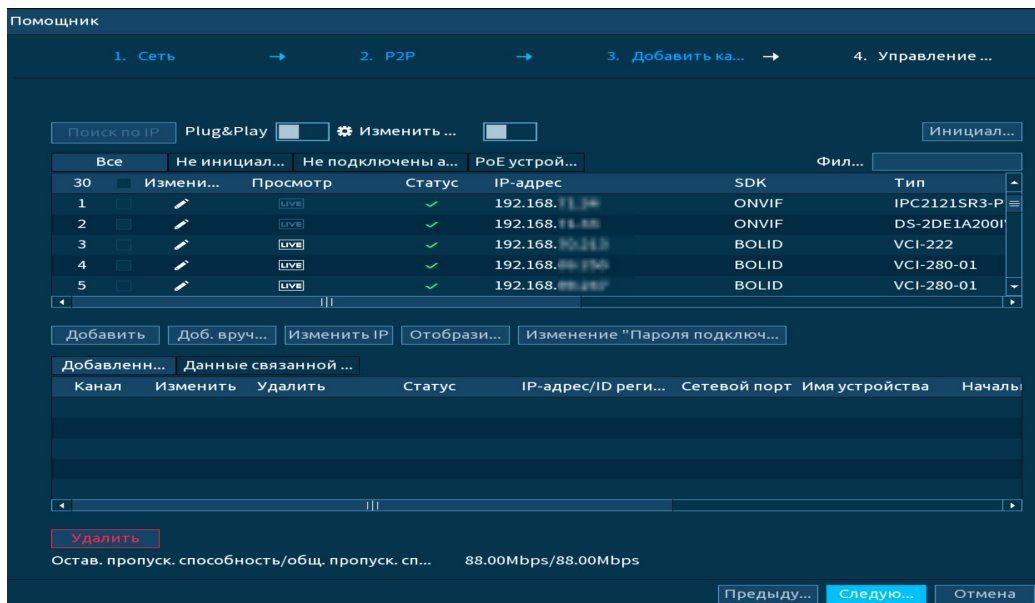 Помощник
1. Сеть → 2. P2P → 3. Добавить ка... → 4. Управление ...
Поиск по IP Plug&Play Изменить ... Инициал...
Все Не инициал... Не подключены а... PoE устрой... Фил...
30 Измени... Просмотр Статус IP-адрес SDK Тип
1 LIVE 192.168. ONVIF IPC2121SR3-P
2 LIVE 192.168. ONVIF DS-2DE1A200I
3 LIVE 192.168. BOLID VCI-222
4 LIVE 192.168. BOLID VCI-280-01
5 LIVE 192.168. BOLID VCI-280-01
Добавить Доб. вруч... Изменить IP Отобрази... Изменение "Пароля подключ...
Добавленн... Данные связанной ...
Канал Изменить Удалить Статус IP-адрес/ID реги... Сетевой порт Имя устройства Началь
Удалить
Остав. пропуск. способность/общ. пропуск. сп... 88.00Mbps/88.00Mbps
Предыду... Следую... Отмена